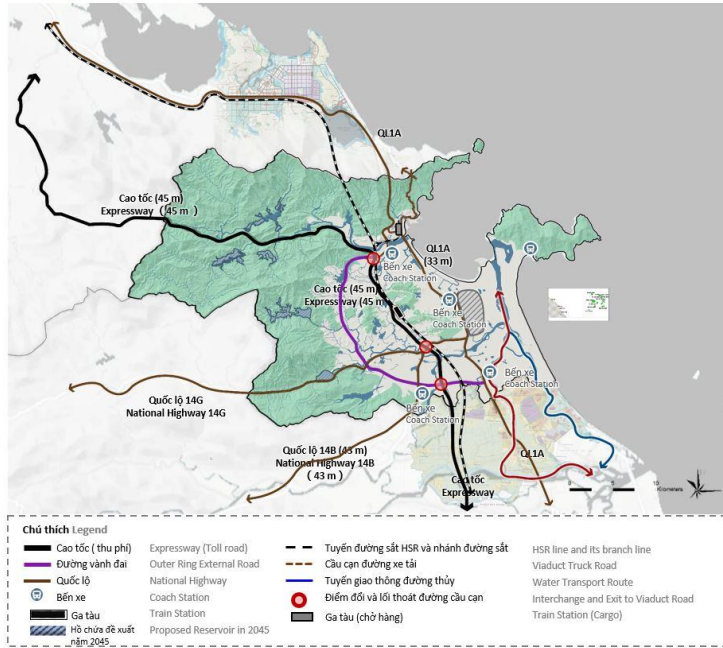 QL1A
Cao tốc (45 m)
Expressway ( 45 m )
QL1A
(33 m)
Bến xe
Coach Station
Cao tốc (45 m)
Expressway (45 m)
Bến xe
Coach Station
Bến xe
Coach Station
Quốc lộ 14G
National Highway 14G
Bến xe
Coach Station
Quốc lộ 14B (43 m)
National Highway 14B
( 43 m )
QL1A
Cao tốc
Expressway
0 5 10
Kilometers
Chú thích Legend
Cao tốc ( thu phí) Expressway (Toll road)
Đường vành đai Outer Ring External Road
Quốc lộ National Highway
Bến xe Coach Station
Ga tàu Train Station
Hồ chứa đề xuất
năm 2045 Proposed Reservoir in 2045
Tuyến đường sắt HSR và nhánh đường sắt HSR line and its branch line
Cầu cạn đường xe tải Viaduct Truck Road
Tuyến giao thông đường thủy Water Transport Route
Điểm đổi và lối thoát đường cầu cạn Interchange and Exit to Viaduct Road
Ga tàu (chở hàng) Train Station (Cargo)